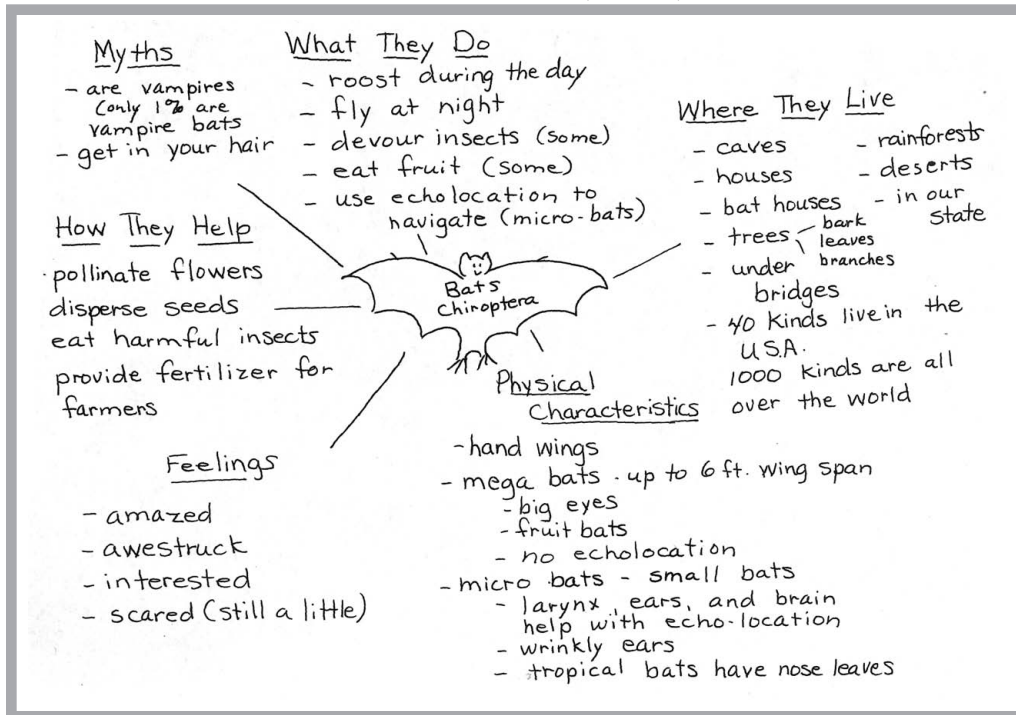 Myths
- are vampires
(only 1% are
vampire bats
- get in your hair
What They Do
- roost during the day
- fly at night
- devour insects (some)
- eat fruit (some)
- use echolocation to
navigate (micro-bats)
Where They Live
- caves
- houses
- bat houses
- trees - bark
leaves
branches
- under
bridges
- 40 Kinds live in the
U.S.A.
1000 kinds are all
over the world
- rainforests
- deserts
- in our
state
How They Help
· pollinate flowers
disperse seeds
eat harmful insects
provide fertilizer for
farmers
Bats
Chiroptera
Feelings
- amazed
- awestruck
- interested
- scared (still a little)
Physical
Characteristics
- hand wings
- mega bats · up to 6 ft. wing span
- big eyes
- fruit bats
- no echolocation
- micro bats - small bats
- larynx, ears, and brain
help with echo-location
- wrinkly ears
- tropical bats have nose leaves